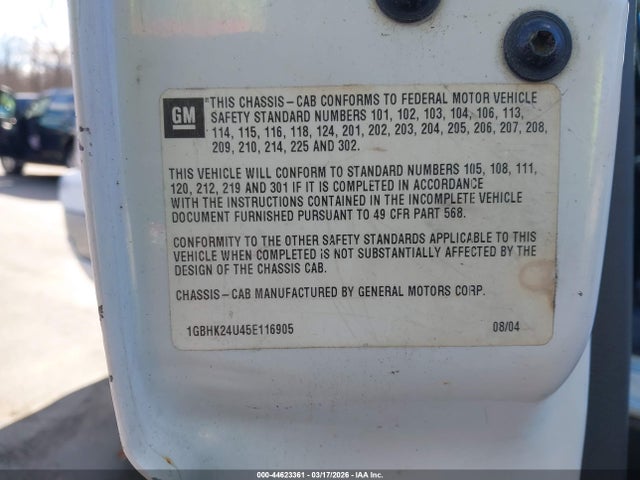 GM
"THIS CHASSIS-CAB CONFORMS TO FEDERAL MOTOR VEHICLE
SAFETY STANDARD NUMBERS 101, 102, 103, 104, 106, 113,
114, 115, 116, 118, 124, 201, 202, 203, 204, 205, 206, 207, 208,
209, 210, 214, 225 AND 302.
THIS VEHICLE WILL CONFORM TO STANDARD NUMBERS 105, 108, 111,
120, 212, 219 AND 301 IF IT IS COMPLETED IN ACCORDANCE
WITH THE INSTRUCTIONS CONTAINED IN THE INCOMPLETE VEHICLE
DOCUMENT FURNISHED PURSUANT TO 49 CFR PART 568.
CONFORMITY TO THE OTHER SAFETY STANDARDS APPLICABLE TO THIS
VEHICLE WHEN COMPLETED IS NOT SUBSTANTIALLY AFFECTED BY THE
DESIGN OF THE CHASSIS CAB.
CHASSIS-CAB MANUFACTURED BY GENERAL MOTORS CORP.
1GBHK24U45E116905 08/04
000-44623361 - 03/17/2026 - IAA Inc.